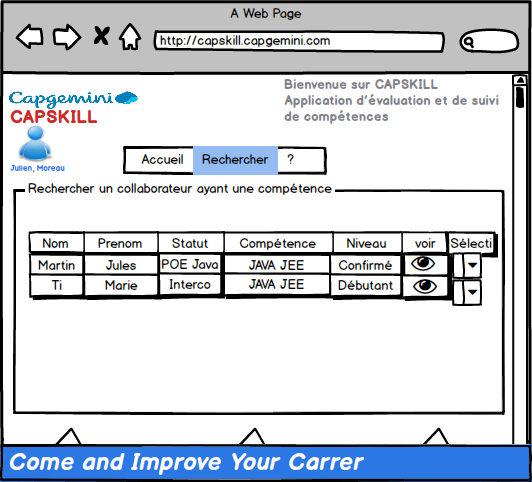 A Web Page
http://capskill.capgemini.com
Capgemini
CAPSKILL
Julien, Moreau
Bienvenue sur CAPSKILL
Application d'évaluation et de suivi
de compétences
Accueil Rechercher ?
Rechercher un collaborateur ayant une compétence
Nom Prenom Statut Compétence Niveau voir Sélecti
Martin Jules POE Java JAVA JEE Confirmé
Ti Marie Interco JAVA JEE Débutant
Come and Improve Your Carrer